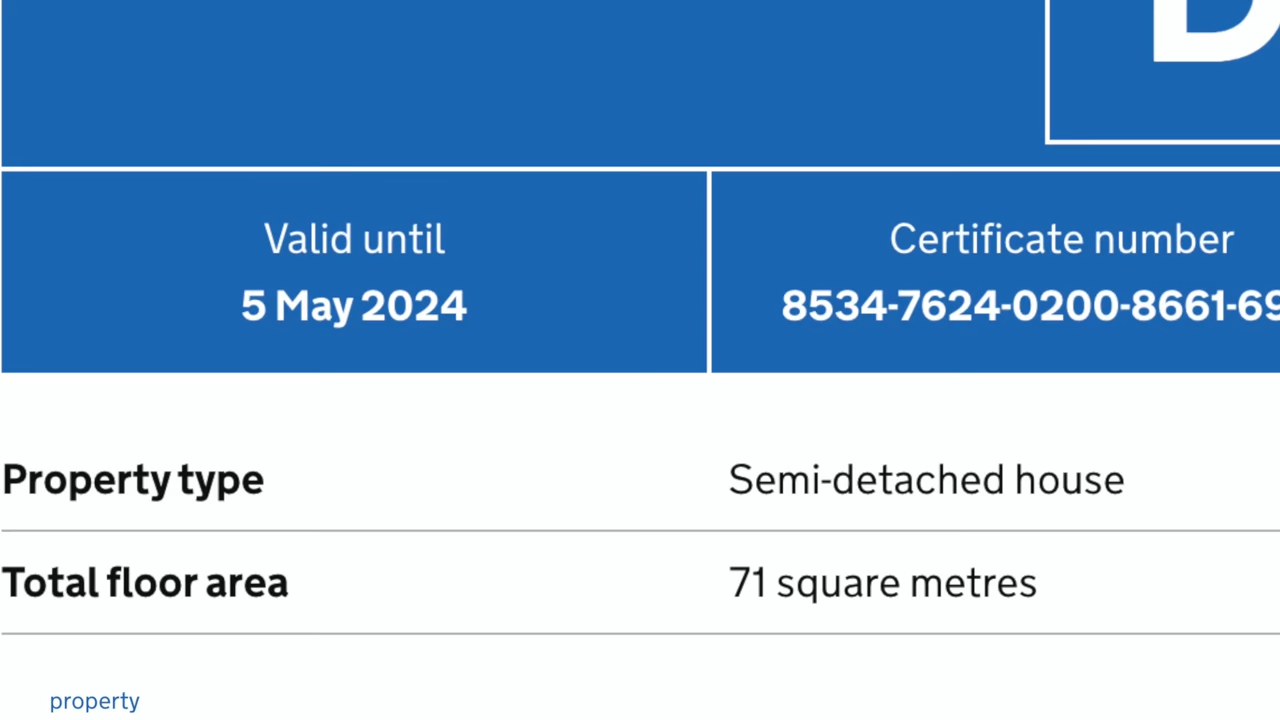 D
Valid until
5 May 2024
Certificate number
8534-7624-0200-8661-69
Property type
Semi-detached house
Total floor area
71 square metres
property